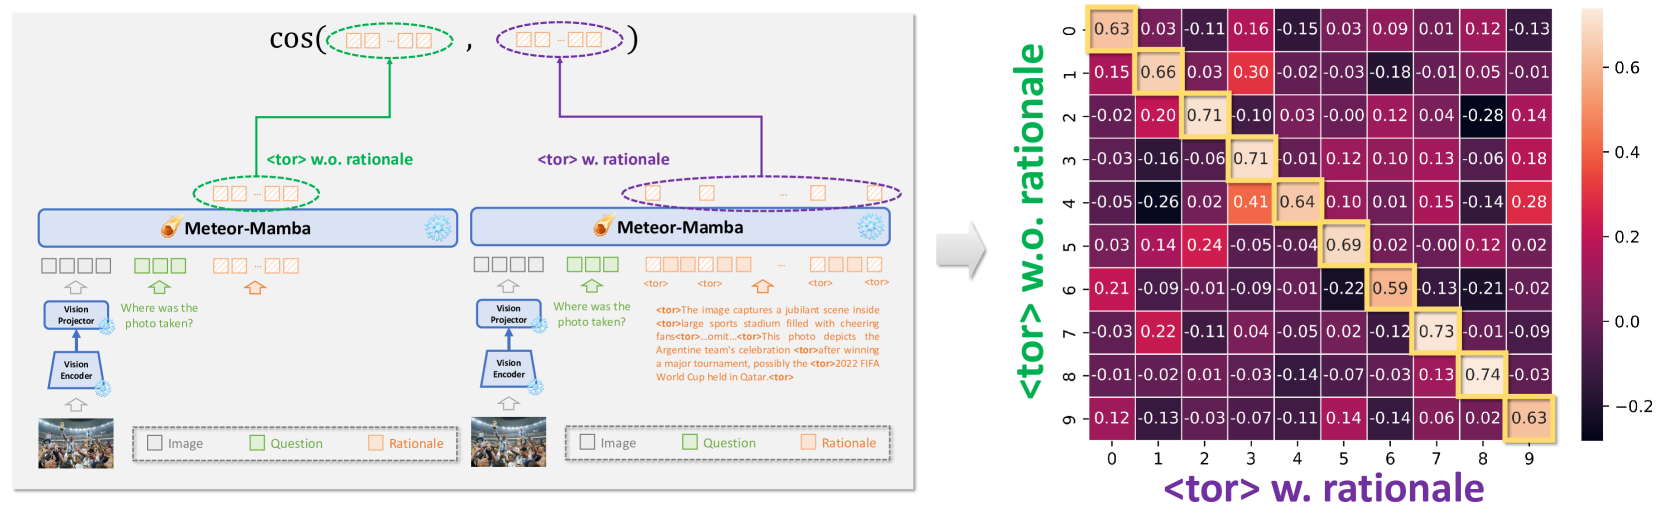 cos( ... , ... )
<tor> w.o. rationale
<tor> w. rationale
...
...
Meteor-Mamba
Meteor-Mamba
...
...
<tor>
<tor>
<tor>
<tor>
Vision
Projector
Where was the
photo taken?
Vision
Encoder
Image
Question
Rationale
Vision
Projector
Where was the
photo taken?
<tor>The image captures a jubilant scene inside
<tor>large sports stadium filled with cheering
fans<tor>...omit...<tor>This photo depicts the
Argentine team's celebration <tor>after winning
a major tournament, possibly the <tor>2022 FIFA
World Cup held in Qatar.<tor>
Vision
Encoder
Image
Question
Rationale
<tor> w.o. rationale
0 0.63 0.03 -0.11 0.16 -0.15 0.03 0.09 0.01 0.12 -0.13
1 0.15 0.66 0.03 0.30 -0.02 -0.03 -0.18 -0.01 0.05 -0.01
2 -0.02 0.20 0.71 -0.10 0.03 -0.00 0.12 0.04 -0.28 0.14
3 -0.03 -0.16 -0.06 0.71 -0.01 0.12 0.10 0.13 -0.06 0.18
4 -0.05 -0.26 0.02 0.41 0.64 0.10 0.01 0.15 -0.14 0.28
5 0.03 0.14 0.24 -0.05 -0.04 0.69 0.02 -0.00 0.12 0.02
6 0.21 -0.09 -0.01 -0.09 -0.01 -0.22 0.59 -0.13 -0.21 -0.02
7 -0.03 0.22 -0.11 0.04 -0.05 0.02 -0.12 0.73 -0.01 -0.09
8 -0.01 -0.02 0.01 -0.03 -0.14 -0.07 -0.03 0.13 0.74 -0.03
9 0.12 -0.13 -0.03 -0.07 -0.11 0.14 -0.14 0.06 0.02 0.63
0 1 2 3 4 5 6 7 8 9
<tor> w. rationale
0.6
0.4
0.2
0.0
−0.2